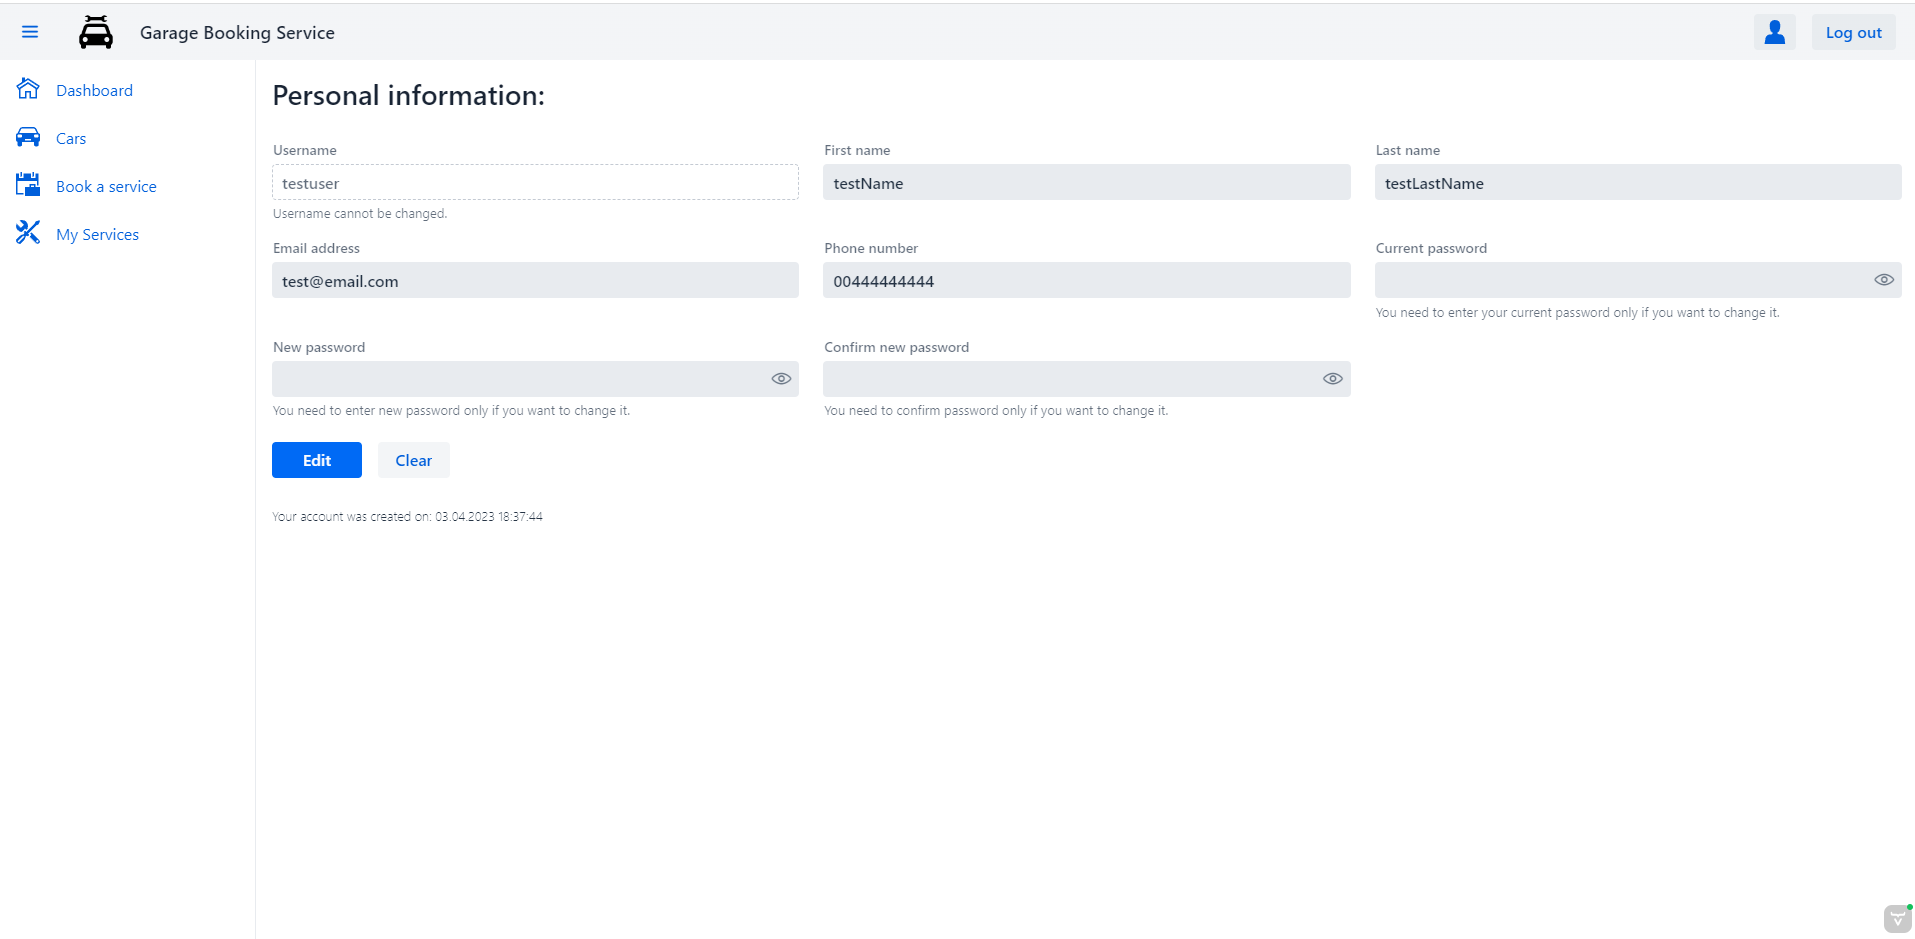 Garage Booking Service
Log out
Dashboard
Cars
Book a service
My Services
Personal information:
Username
First name
Last name
testuser
testName
testLastName
Username cannot be changed.
Email address
Phone number
Current password
test@email.com
00444444444
You need to enter your current password only if you want to change it.
New password
Confirm new password
You need to enter new password only if you want to change it.
You need to confirm password only if you want to change it.
Edit
Clear
Your account was created on: 03.04.2023 18:37:44